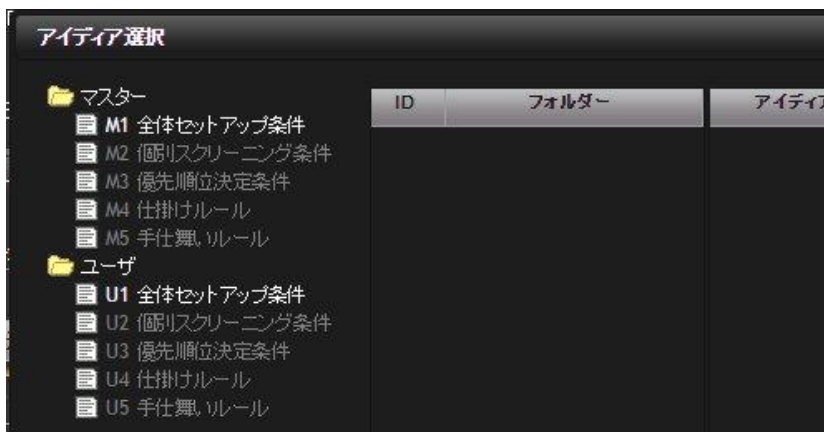 アイディア選択
マスター
M1 全体セットアップ条件
M2 個別スクリーニング条件
M3 優先順位決定条件
M4 仕掛けルール
M5 手仕舞いルール
ユーザ
U1 全体セットアップ条件
U2 個別スクリーニング条件
U3 優先順位決定条件
U4 仕掛けルール
U5 手仕舞いルール
ID フォルダー アイディア